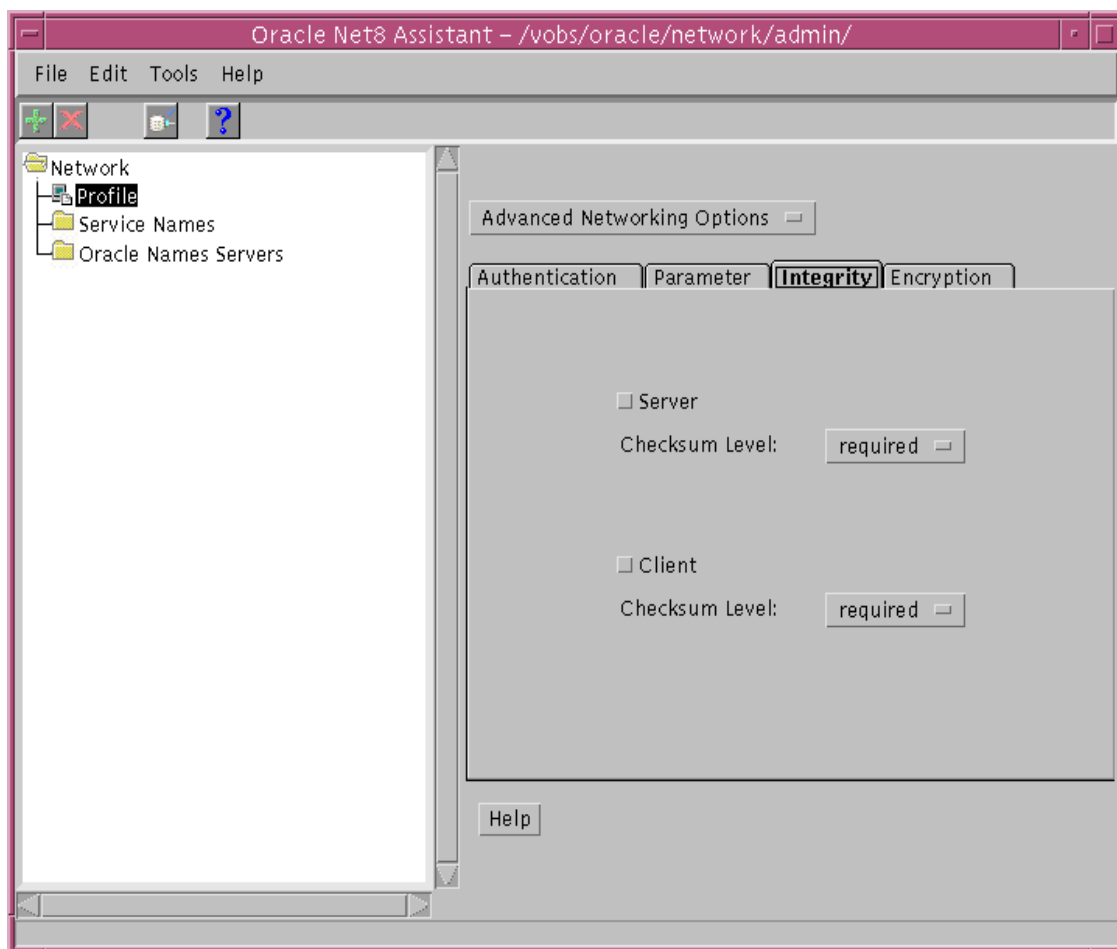 Oracle Net8 Assistant – /vobs/oracle/network/admin/
File Edit Tools Help
?
Network
Profile
Service Names
Oracle Names Servers
Advanced Networking Options
Authentication Parameter Integrity Encryption
Server
Checksum Level: required
Client
Checksum Level: required
Help